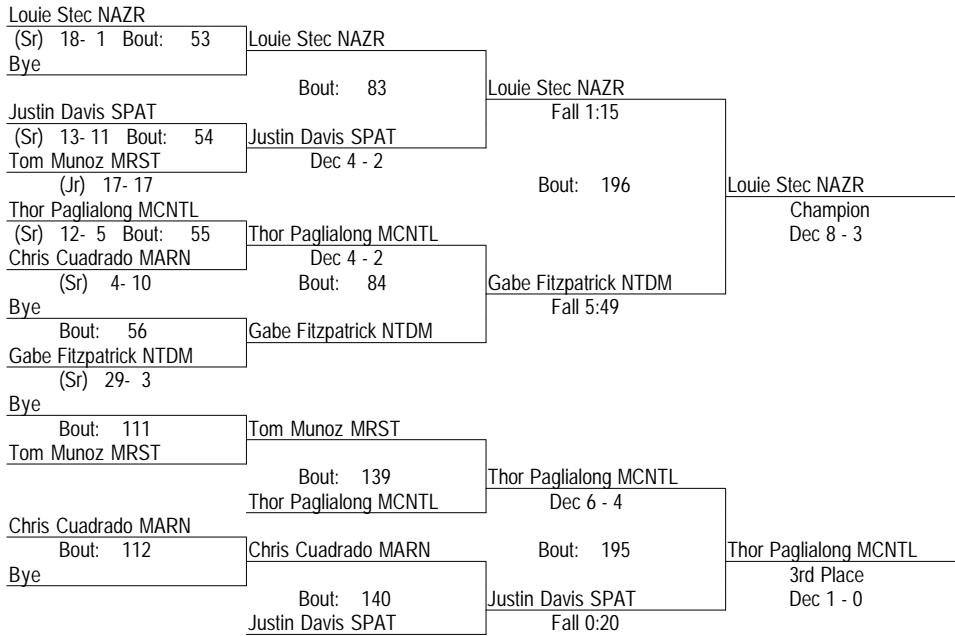 Louie Stec NAZR
(Sr) 18- 1 Bout: 53 Louie Stec NAZR
Bye
Bout: 83 Louie Stec NAZR
Justin Davis SPAT Fall 1:15
(Sr) 13- 11 Bout: 54 Justin Davis SPAT
Tom Munoz MRST Dec 4 - 2
(Jr) 17- 17 Bout: 196 Louie Stec NAZR
Thor Paglialong MCNTL Champion
(Sr) 12- 5 Bout: 55 Thor Paglialong MCNTL Dec 8 - 3
Chris Cuadrado MARN Dec 4 - 2
(Sr) 4- 10 Bout: 84 Gabe Fitzpatrick NTDM
Bye Fall 5:49
Bout: 56 Gabe Fitzpatrick NTDM
Gabe Fitzpatrick NTDM
(Sr) 29- 3
Bye
Bout: 111 Tom Munoz MRST
Tom Munoz MRST
Bout: 139 Thor Paglialong MCNTL
Thor Paglialong MCNTL Dec 6 - 4
Chris Cuadrado MARN
Bout: 112 Chris Cuadrado MARN Bout: 195 Thor Paglialong MCNTL
Bye 3rd Place
Bout: 140 Justin Davis SPAT Dec 1 - 0
Justin Davis SPAT Fall 0:20